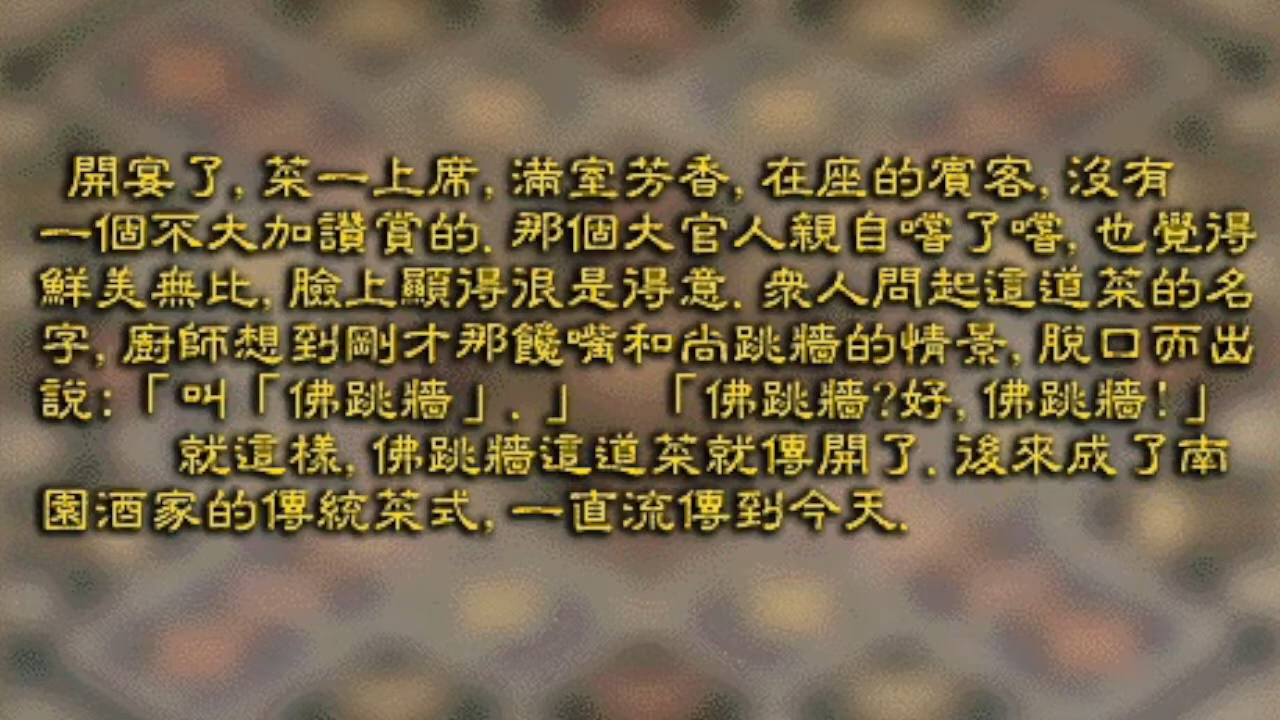 開宴了,菜一上席,滿室芳香,在座的賓客,沒有
一個不大加讚賞的.那個大官人親自嚐了嚐,也覺得
鮮美無比,臉上顯得很是得意.衆人問起這道菜的名
字,廚師想到剛才那饞嘴和尚跳牆的情景,脫口而出
說:「叫「佛跳牆」.」 「佛跳牆?好,佛跳牆!」
就這樣,佛跳牆這道菜就傳開了.後來成了南
園酒家的傳統菜式,一直流傳到今天.